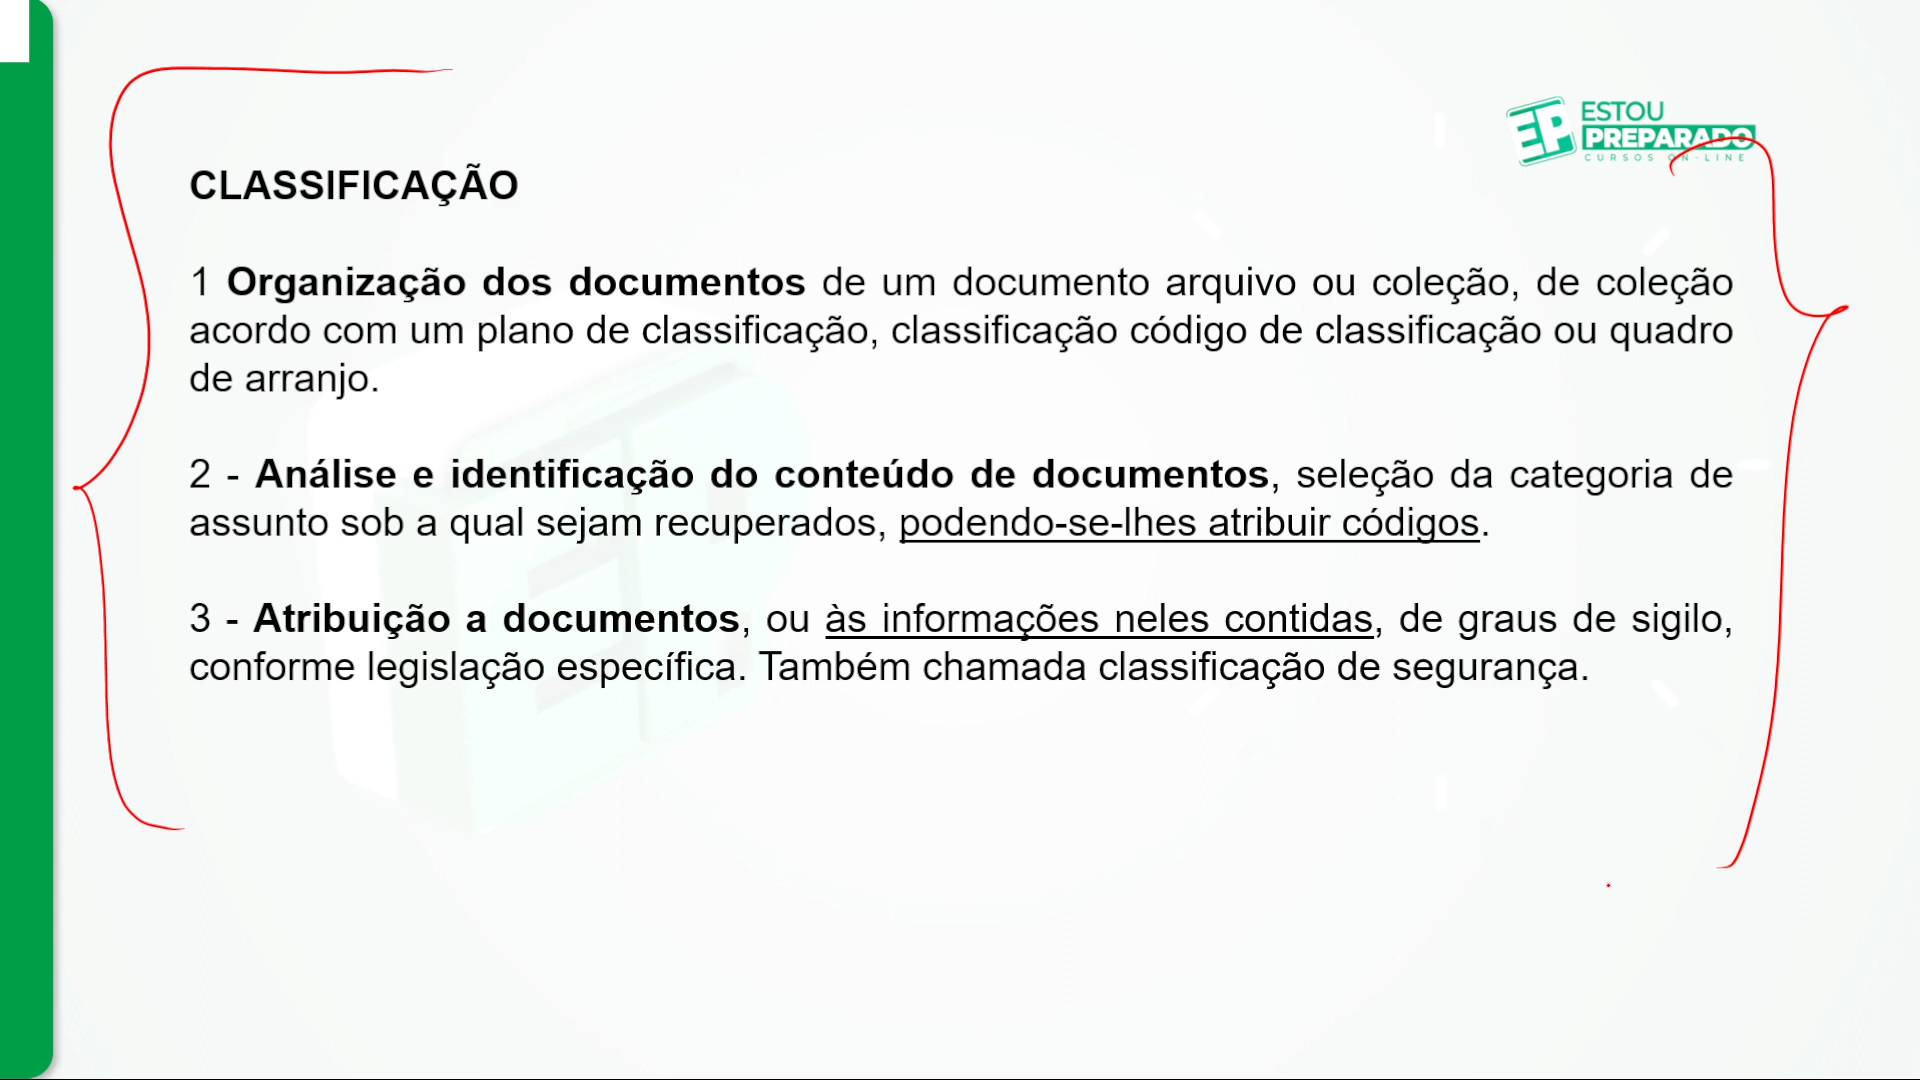 ESTOU
PREPARADO
CURSOS ON-LINE
CLASSIFICAÇÃO
1 Organização dos documentos de um documento arquivo ou coleção, de coleção
acordo com um plano de classificação, classificação código de classificação ou quadro
de arranjo.
2 - Análise e identificação do conteúdo de documentos, seleção da categoria de
assunto sob a qual sejam recuperados, podendo-se-lhes atribuir códigos.
3 - Atribuição a documentos, ou às informações neles contidas, de graus de sigilo,
conforme legislação específica. Também chamada classificação de segurança.